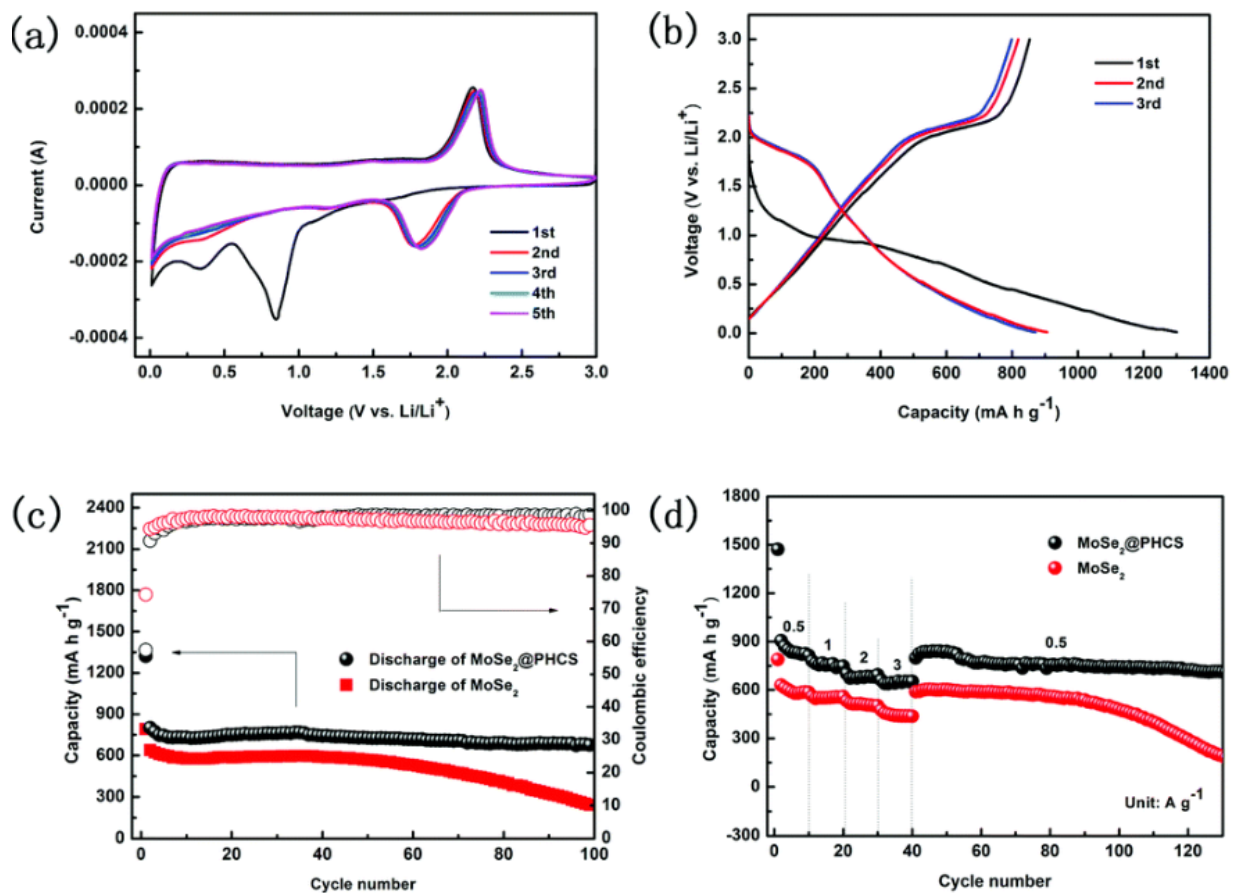 (a)
0.0004
0.0002
0.0000
-0.0002
-0.0004
Current (A)
1st
2nd
3rd
4th
5th
0.0 0.5 1.0 1.5 2.0 2.5 3.0
Voltage (V vs. Li/Li⁺)
(b)
3.0
2.5
2.0
1.5
1.0
0.5
0.0
Voltage (V vs. Li/Li⁺)
1st
2nd
3rd
0 200 400 600 800 1000 1200 1400
Capacity (mA h g⁻¹)
(c)
2400
2100
1800
1500
1200
900
600
300
0
Capacity (mA h g⁻¹)
Discharge of MoSe₂@PHCS
Discharge of MoSe₂
100
90
80
70
60
50
40
30
20
10
0
Coulombic efficiency
0 20 40 60 80 100
Cycle number
(d)
1800
1500
1200
900
600
300
0
-300
Capacity (mA h g⁻¹)
MoSe₂@PHCS
MoSe₂
0.5
1
2
3
0.5
Unit: A g⁻¹
0 20 40 60 80 100 120
Cycle number